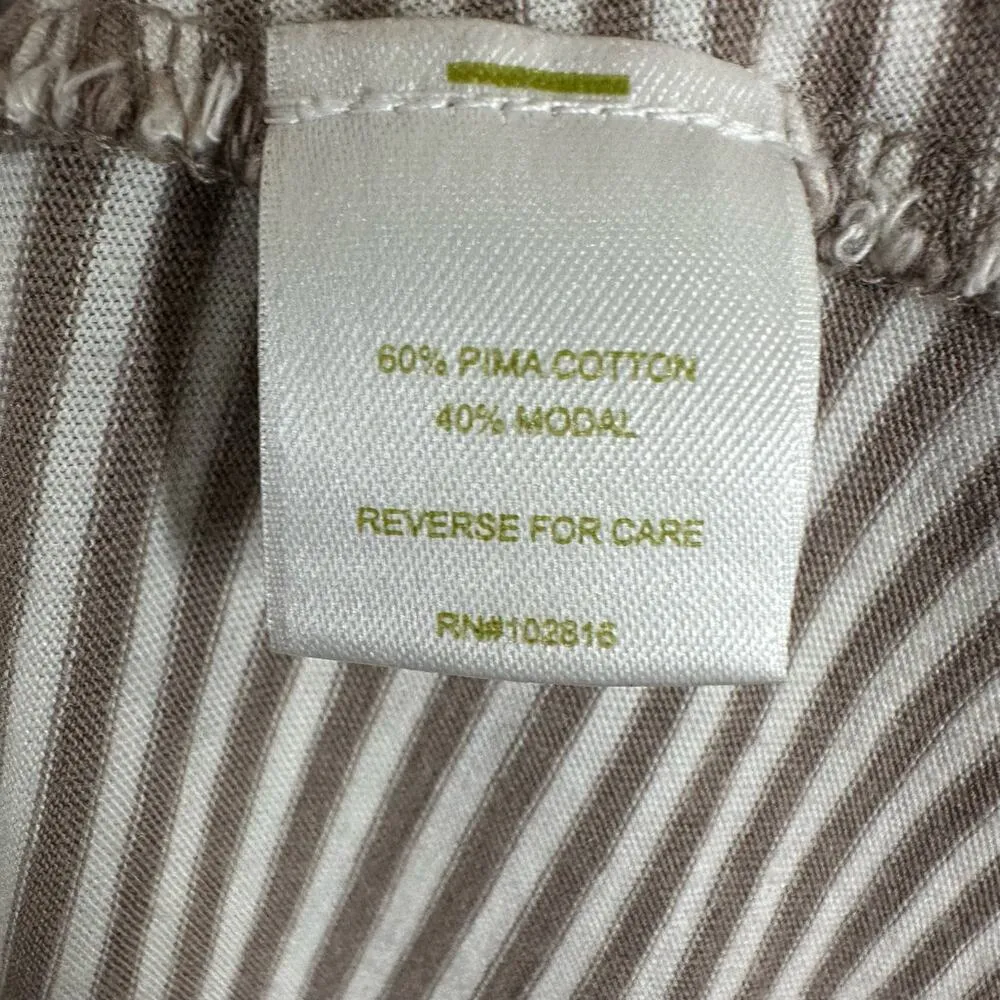 60% PIMA COTTON
40% MODAL
REVERSE FOR CARE
RN#102816